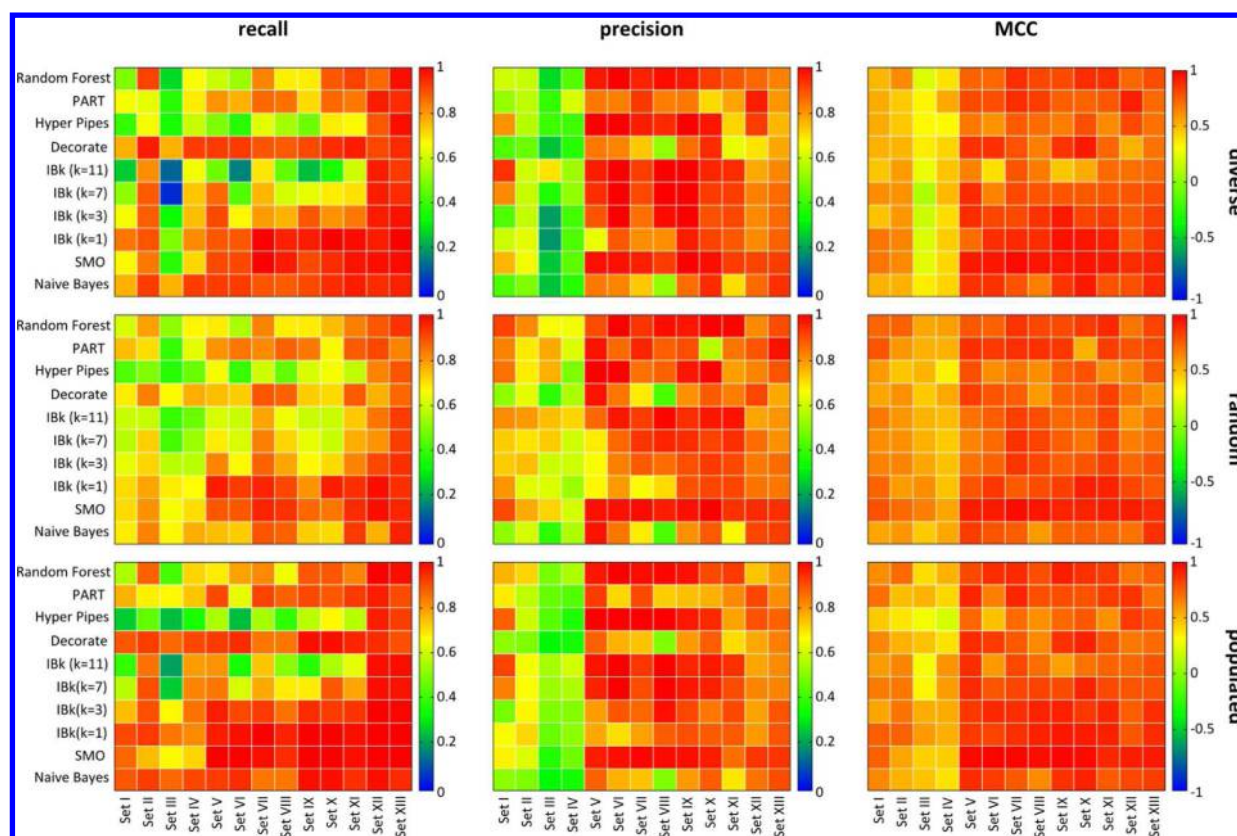 recall precision MCC
Random Forest
PART
Hyper Pipes
Decorate
IBk (k=11)
IBk (k=7)
IBk (k=3)
IBk (k=1)
SMO
Naive Bayes
1
0.8
0.6
0.4
0.2
0
1
0.8
0.6
0.4
0.2
0
1
0.5
0
-0.5
-1
diverse
Random Forest
PART
Hyper Pipes
Decorate
IBk (k=11)
IBk (k=7)
IBk (k=3)
IBk (k=1)
SMO
Naive Bayes
1
0.8
0.6
0.4
0.2
0
1
0.8
0.6
0.4
0.2
0
1
0.5
0
-0.5
-1
random
Random Forest
PART
Hyper Pipes
Decorate
IBk (k=11)
IBk(k=7)
IBk(k=3)
IBk(k=1)
SMO
Naive Bayes
1
0.8
0.6
0.4
0.2
0
1
0.8
0.6
0.4
0.2
0
1
0.5
0
-0.5
-1
populated
Set I
Set II
Set III
Set IV
Set V
Set VI
Set VII
Set VIII
Set IX
Set X
Set XI
Set XII
Set XIII
Set I
Set II
Set III
Set IV
Set V
Set VI
Set VII
Set VIII
Set IX
Set X
Set XI
Set XII
Set XIII
Set I
Set II
Set III
Set IV
Set V
Set VI
Set VII
Set VIII
Set IX
Set X
Set XI
Set XII
Set XIII